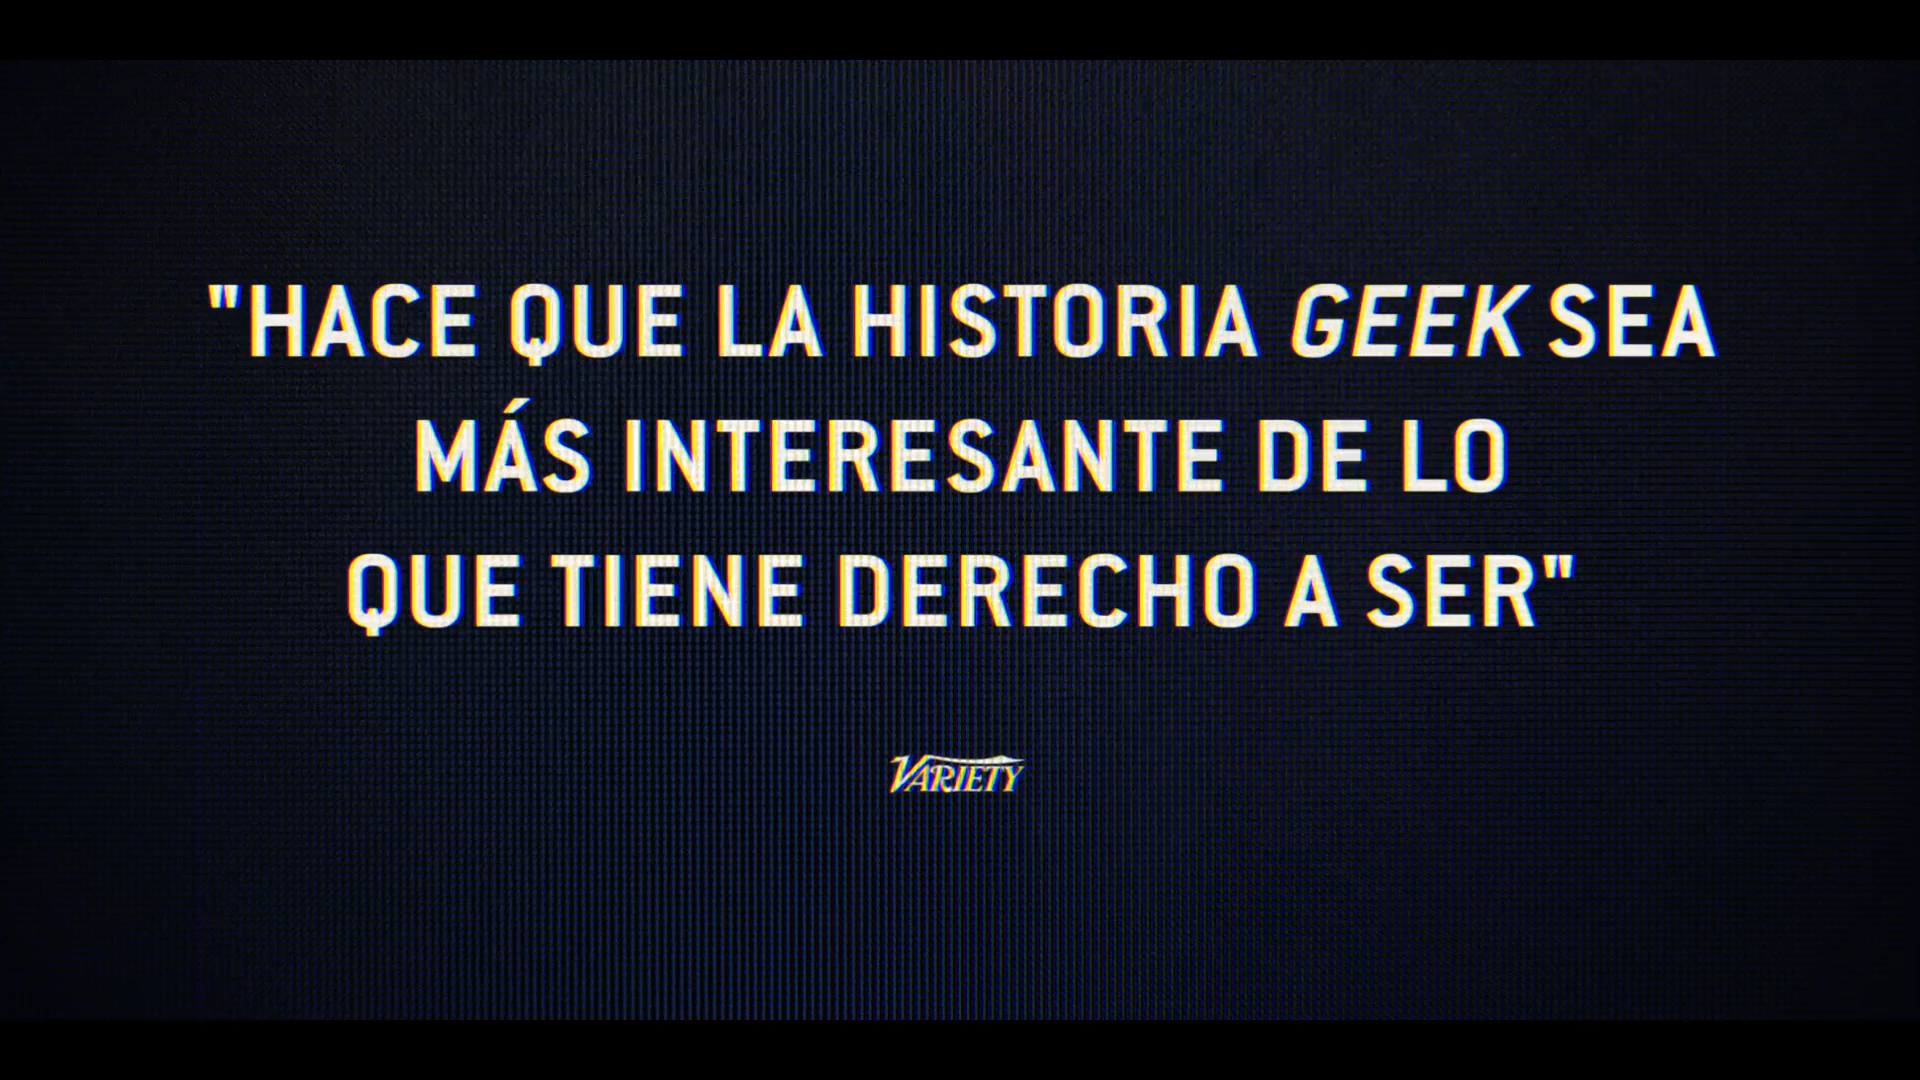 "HACE QUE LA HISTORIA GEEK SEA
MÁS INTERESANTE DE LO
QUE TIENE DERECHO A SER"
VARIETY